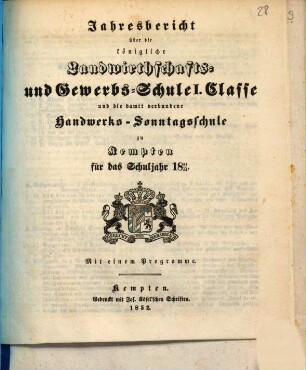 Jahresbericht
über die
königliche
Landwirthschafts-
und Gewerbs-Schule I. Classe
und die damit verbundene
Handwerks-Sonntagsschule
zu
Kempten
für das Schuljahr 18
Mit einem Programme.
Kempten.
Gedruckt mit Jos. Kösel'schen Schriften.
1852.